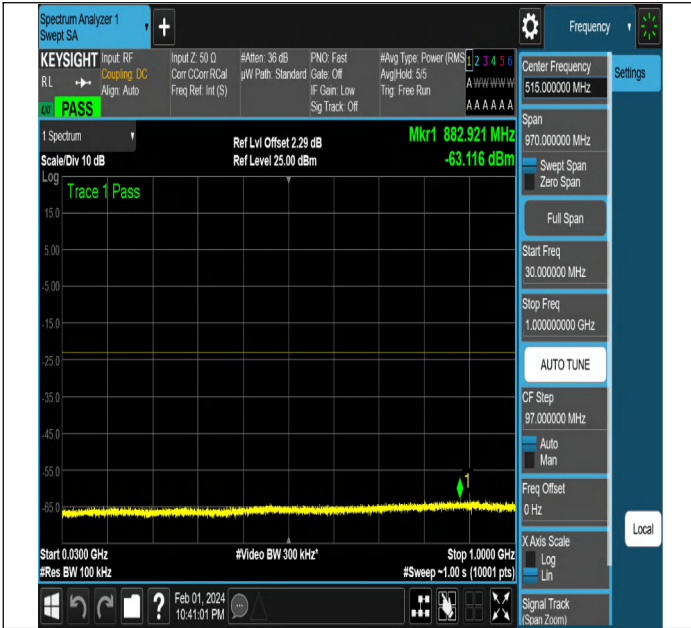 Spectrum Analyzer 1
Swept SA
+
Frequency
KEYSIGHT
RL
LXI
PASS
Input: RF
Coupling: DC
Align: Auto
Input Z: 50 Ω
Corr CCorr RCal
Freq Ref: Int (S)
#Atten: 36 dB
µW Path: Standard
PNO: Fast
Gate: Off
IF Gain: Low
Sig Track: Off
#Avg Type: Power (RMS
Avg|Hold: 5/5
Trig: Free Run
1 2 3 4 5 6
A W W W W W
A A A A A A
1 Spectrum
Scale/Div 10 dB
Log
Ref Lvl Offset 2.29 dB
Ref Level 25.00 dBm
Mkr1 882.921 MHz
-63.116 dBm
Trace 1 Pass
15.0
5.00
-5.00
-15.0
-25.0
-35.0
-45.0
-55.0
-65.0
1
Start 0.0300 GHz
#Res BW 100 kHz
#Video BW 300 kHz*
Stop 1.0000 GHz
#Sweep ~1.00 s (10001 pts)
?
Feb 01, 2024
10:41:01 PM
Center Frequency
515.000000 MHz
Settings
Span
970.000000 MHz
Swept Span
Zero Span
Full Span
Start Freq
30.000000 MHz
Stop Freq
1.000000000 GHz
AUTO TUNE
CF Step
97.000000 MHz
Auto
Man
Freq Offset
0 Hz
Local
X Axis Scale
Log
Lin
Signal Track
(Span Zoom)